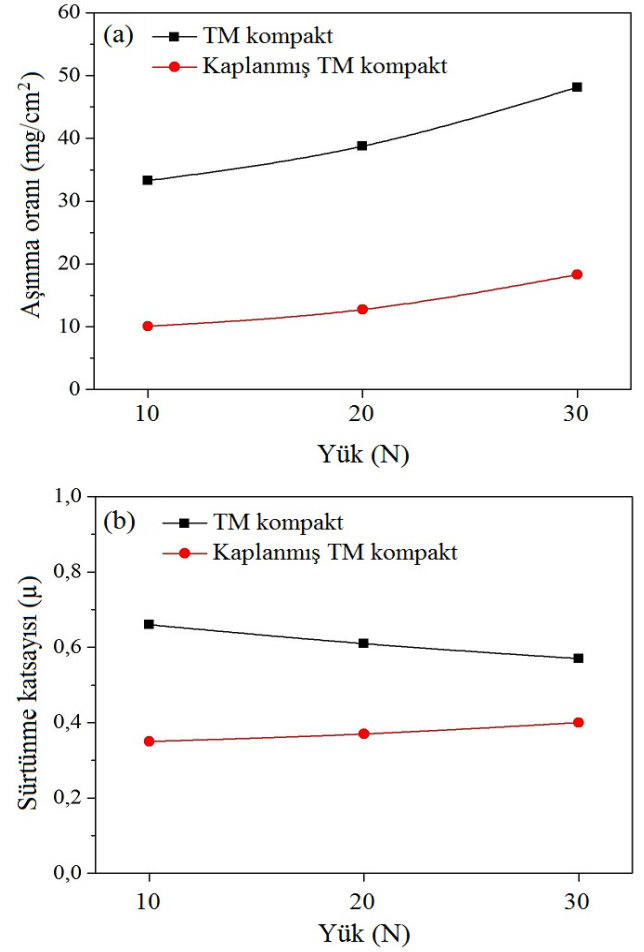 (a)
TM kompakt
Kaplanmış TM kompakt
Aşınma oranı (mg/cm²)
60
50
40
30
20
10
0
10 20 30
Yük (N)
(b)
TM kompakt
Kaplanmış TM kompakt
Sürtünme katsayısı (µ)
1,0
0,8
0,6
0,4
0,2
0,0
10 20 30
Yük (N)